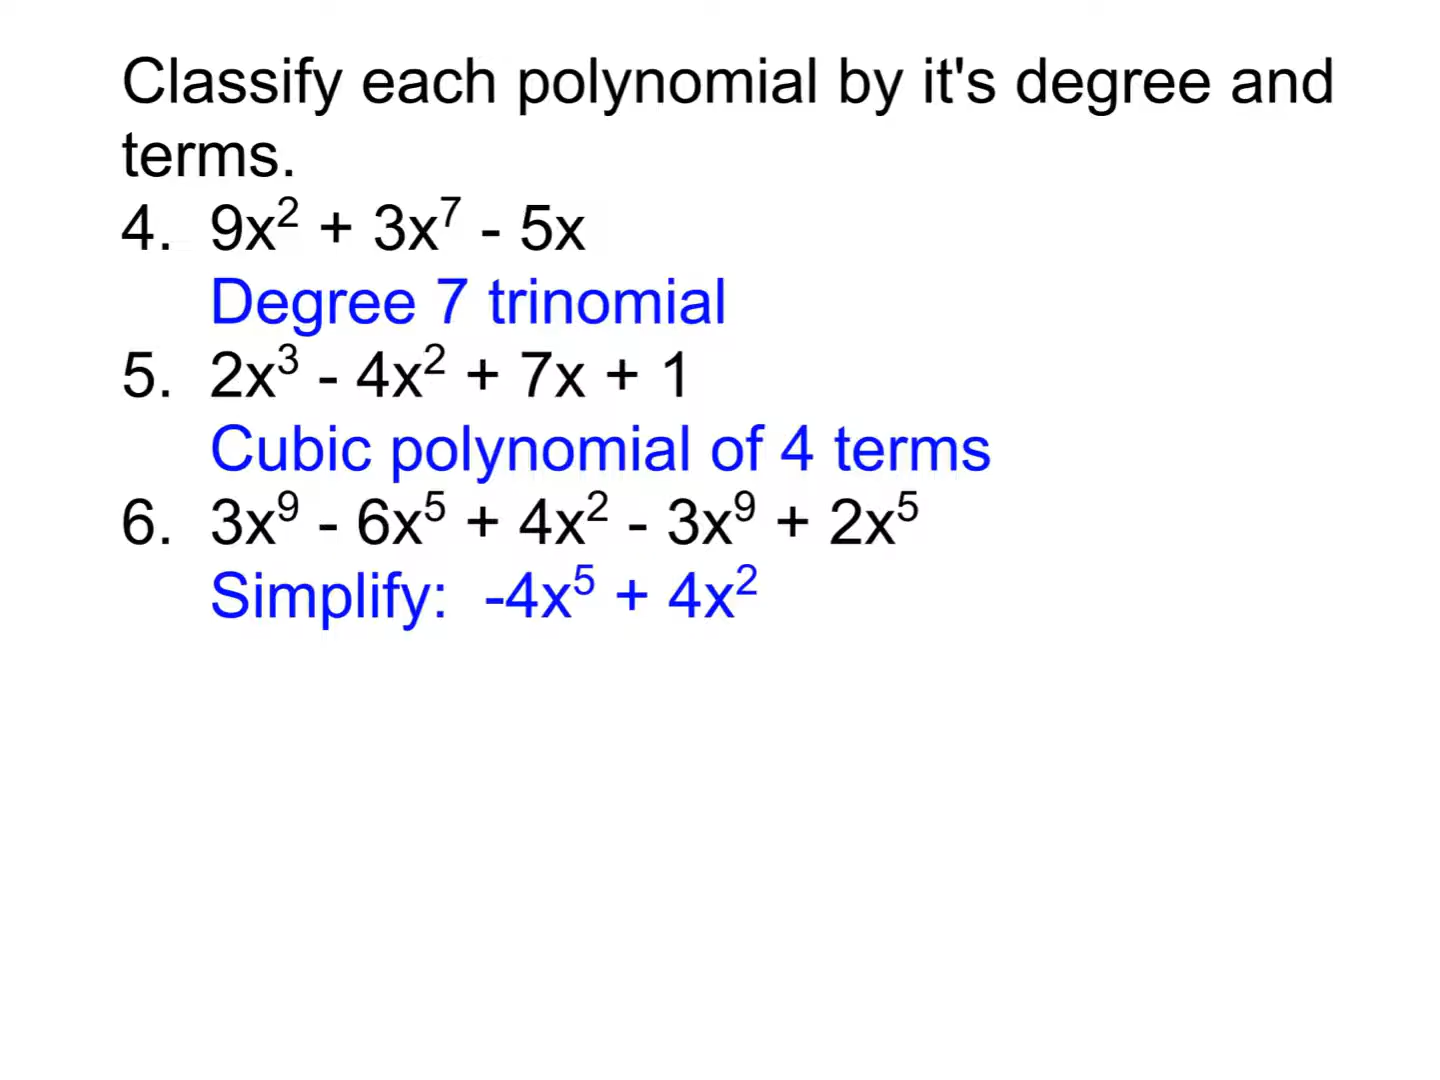 Classify each polynomial by it's degree and
terms.
4. 9x² + 3x⁷ - 5x
Degree 7 trinomial
5. 2x³ - 4x² + 7x + 1
Cubic polynomial of 4 terms
6. 3x⁹ - 6x⁵ + 4x² - 3x⁹ + 2x⁵
Simplify: -4x⁵ + 4x²